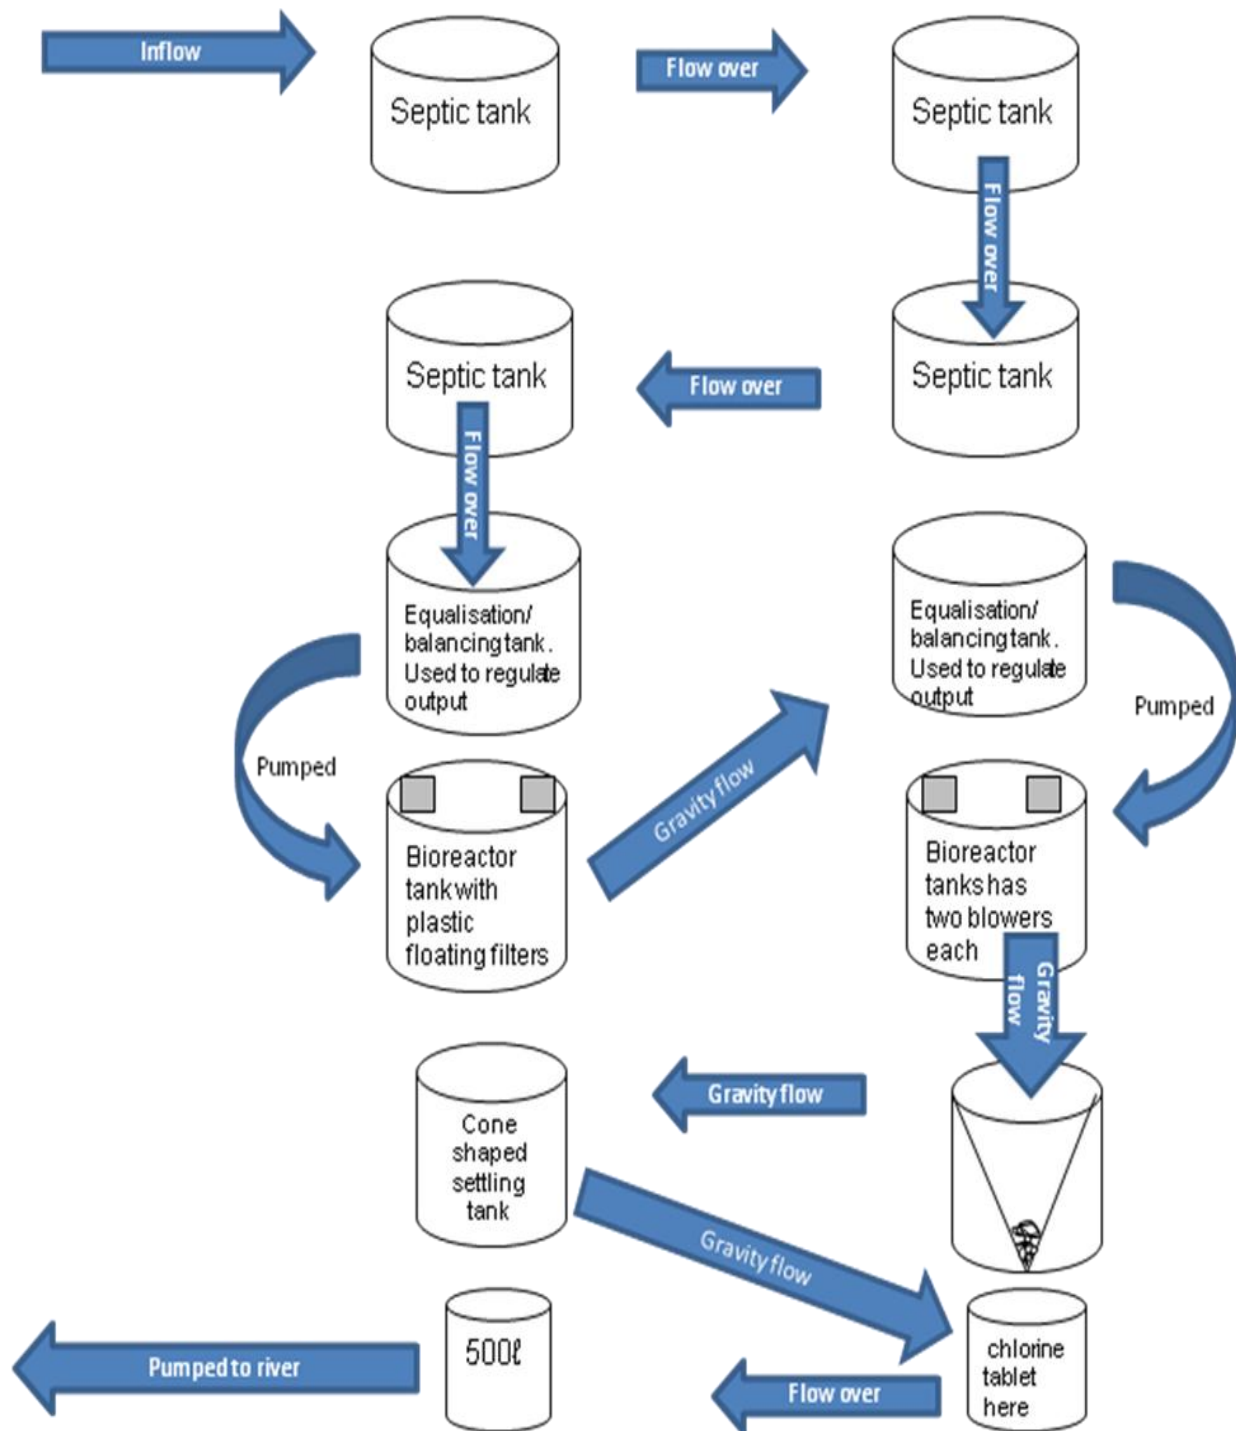 Inflow
Septic tank
Flow over
Septic tank
Flow over
Septic tank
Flow over
Septic tank
Flow over
Equalisation/
balancing tank.
Used to regulate
output
Pumped
Bioreactor
tank with
plastic
floating filters
Gravity flow
Equalisation/
balancing tank.
Used to regulate
output
Pumped
Bioreactor
tanks has
two blowers
each
Gravity
flow
Gravity flow
Cone
shaped
settling
tank
Gravity flow
chlorine
tablet
here
Flow over
500ℓ
Pumped to river